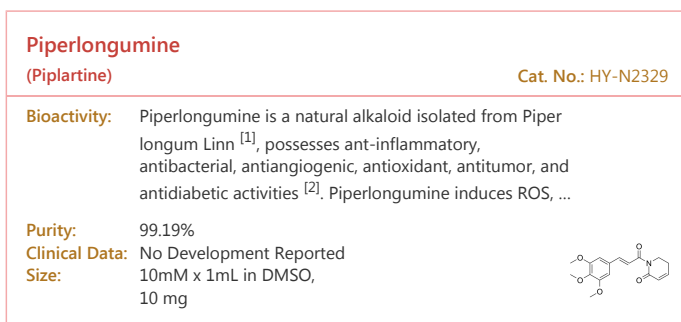 Piperlongumine
(Piplartine) Cat. No.: HY-N2329
Bioactivity: Piperlongumine is a natural alkaloid isolated from Piper
longum Linn [1], possesses ant-inflammatory,
antibacterial, antiangiogenic, antioxidant, antitumor, and
antidiabetic activities [2]. Piperlongumine induces ROS, ...
Purity: 99.19%
Clinical Data: No Development Reported
Size: 10mM x 1mL in DMSO,
10 mg
O
O
O
N
O
O
O